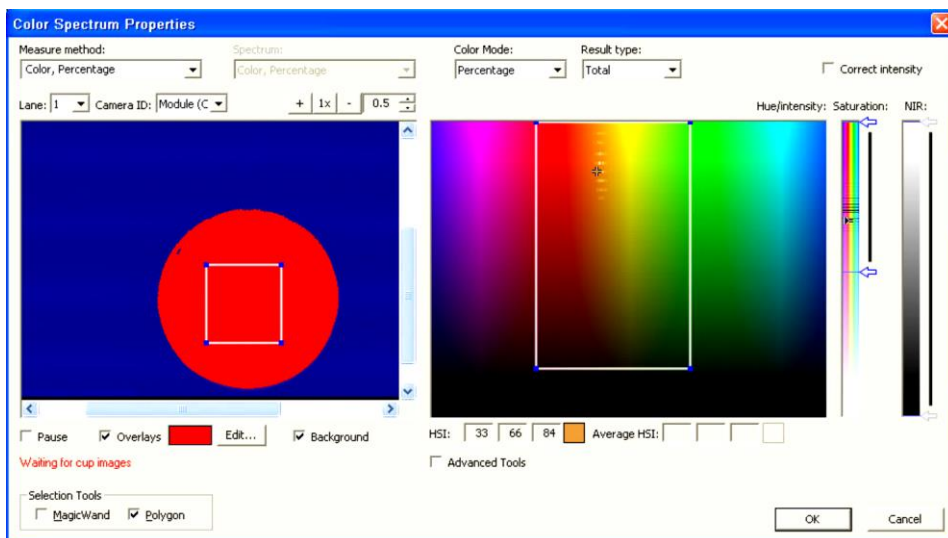 Color Spectrum Properties
Measure method: Spectrum: Color Mode: Result type:
Color, Percentage Color, Percentage Percentage Total Correct intensity
Lane: 1 Camera ID: Module (C + 1x - 0.5 Hue/intensity: Saturation: NIR:
Pause Overlays Edit... Background HSI: 33 66 84 Average HSI:
Waiting for cup images Advanced Tools
Selection Tools
MagicWand Polygon OK Cancel